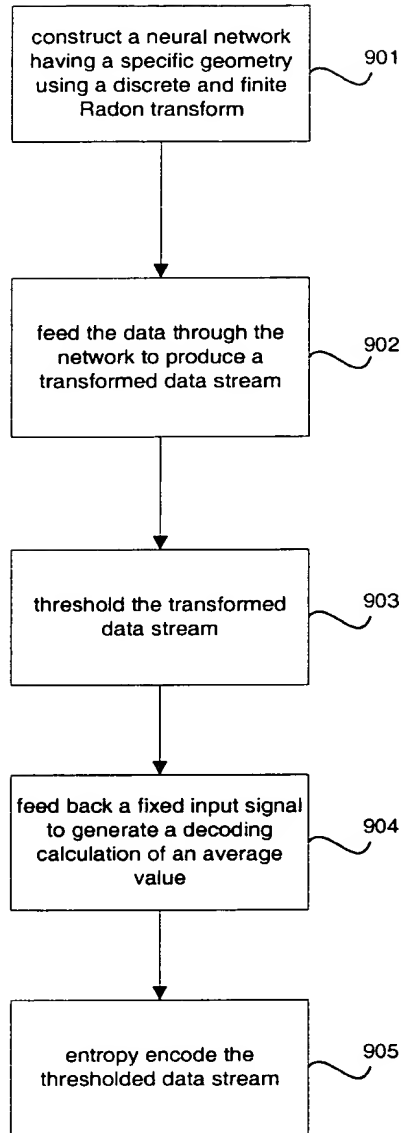 construct a neural network
having a specific geometry
using a discrete and finite
Radon transform
901
feed the data through the
network to produce a
transformed data stream
902
threshold the transformed
data stream
903
feed back a fixed input signal
to generate a decoding
calculation of an average
value
904
entropy encode the
thresholded data stream
905